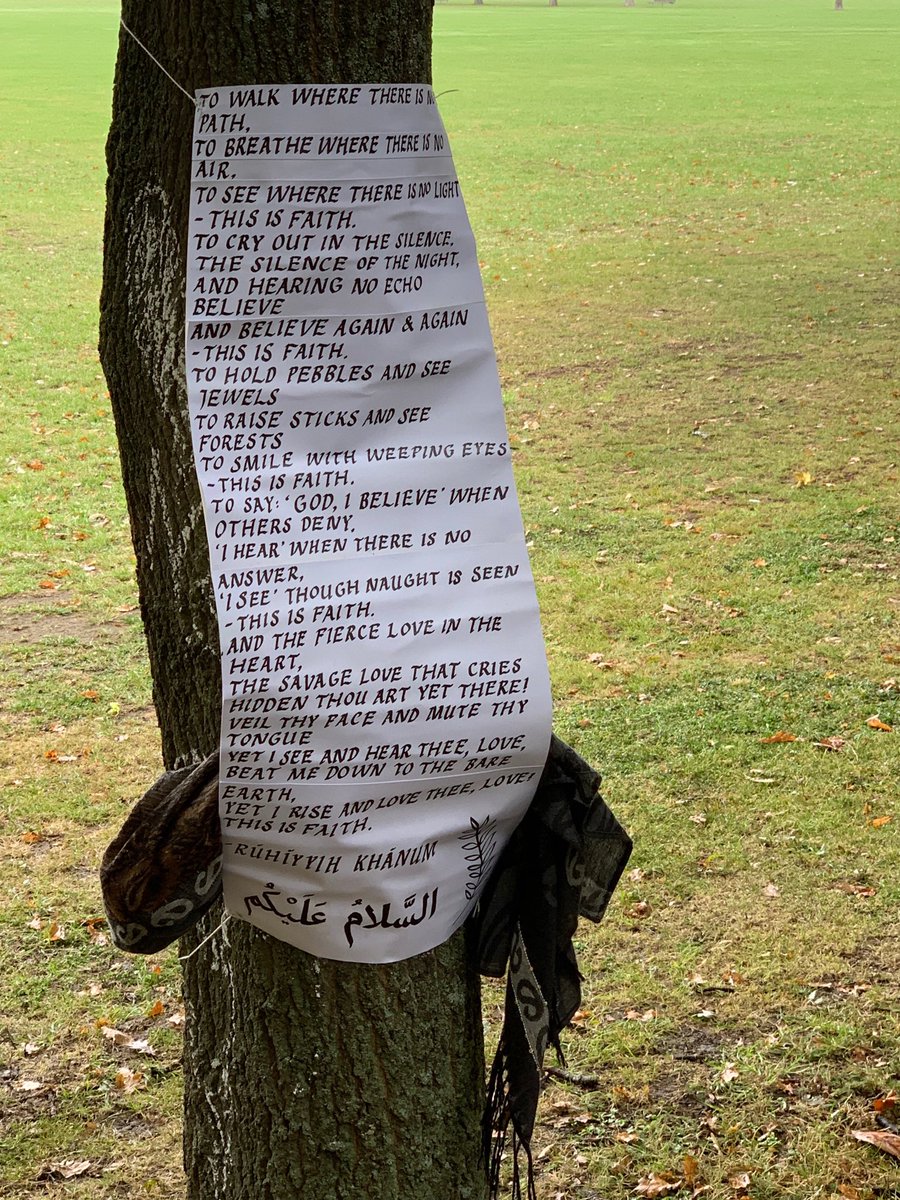 TO WALK WHERE THERE IS NO
PATH,
TO BREATHE WHERE THERE IS NO
AIR,
TO SEE WHERE THERE IS NO LIGHT
- THIS IS FAITH.
TO CRY OUT IN THE SILENCE,
THE SILENCE OF THE NIGHT,
AND HEARING NO ECHO
BELIEVE
AND BELIEVE AGAIN & AGAIN
- THIS IS FAITH.
TO HOLD PEBBLES AND SEE
JEWELS
TO RAISE STICKS AND SEE
FORESTS
TO SMILE WITH WEEPING EYES
- THIS IS FAITH.
TO SAY: 'GOD, I BELIEVE' WHEN
OTHERS DENY,
'I HEAR' WHEN THERE IS NO
ANSWER,
'I SEE' THOUGH NAUGHT IS SEEN
- THIS IS FAITH.
AND THE FIERCE LOVE IN THE
HEART,
THE SAVAGE LOVE THAT CRIES
HIDDEN THOU ART YET THERE!
VEIL THY FACE AND MUTE THY
TONGUE
YET I SEE AND HEAR THEE, LOVE,
BEAT ME DOWN TO THE BARE
EARTH,
YET I RISE AND LOVE THEE, LOVE!
THIS IS FAITH.
- RÚHÍYYIH KHÁNUM
السَّلامُ عَلَيْكُم